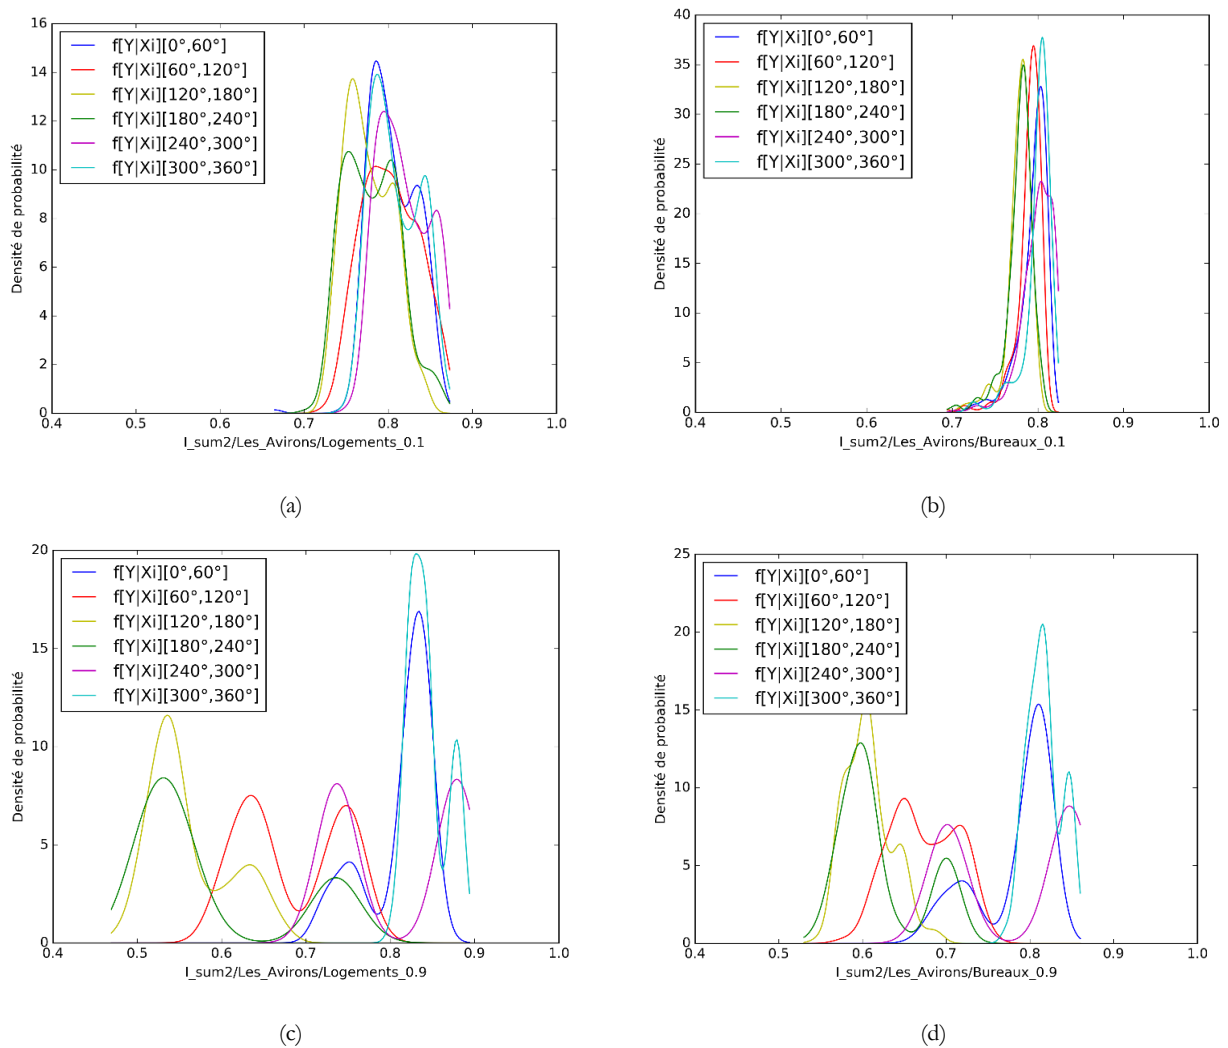 16
14
12
10
8
6
4
2
0
Densité de probabilité
f[Y|Xi][0°,60°]
f[Y|Xi][60°,120°]
f[Y|Xi][120°,180°]
f[Y|Xi][180°,240°]
f[Y|Xi][240°,300°]
f[Y|Xi][300°,360°]
0.4 0.5 0.6 0.7 0.8 0.9 1.0
I_sum2/Les_Avirons/Logements_0.1
(a)
40
35
30
25
20
15
10
5
0
Densité de probabilité
f[Y|Xi][0°,60°]
f[Y|Xi][60°,120°]
f[Y|Xi][120°,180°]
f[Y|Xi][180°,240°]
f[Y|Xi][240°,300°]
f[Y|Xi][300°,360°]
0.4 0.5 0.6 0.7 0.8 0.9 1.0
I_sum2/Les_Avirons/Bureaux_0.1
(b)
20
15
10
5
0
Densité de probabilité
f[Y|Xi][0°,60°]
f[Y|Xi][60°,120°]
f[Y|Xi][120°,180°]
f[Y|Xi][180°,240°]
f[Y|Xi][240°,300°]
f[Y|Xi][300°,360°]
0.4 0.5 0.6 0.7 0.8 0.9 1.0
I_sum2/Les_Avirons/Logements_0.9
(c)
25
20
15
10
5
0
Densité de probabilité
f[Y|Xi][0°,60°]
f[Y|Xi][60°,120°]
f[Y|Xi][120°,180°]
f[Y|Xi][180°,240°]
f[Y|Xi][240°,300°]
f[Y|Xi][300°,360°]
0.4 0.5 0.6 0.7 0.8 0.9 1.0
I_sum2/Les_Avirons/Bureaux_0.9
(d)